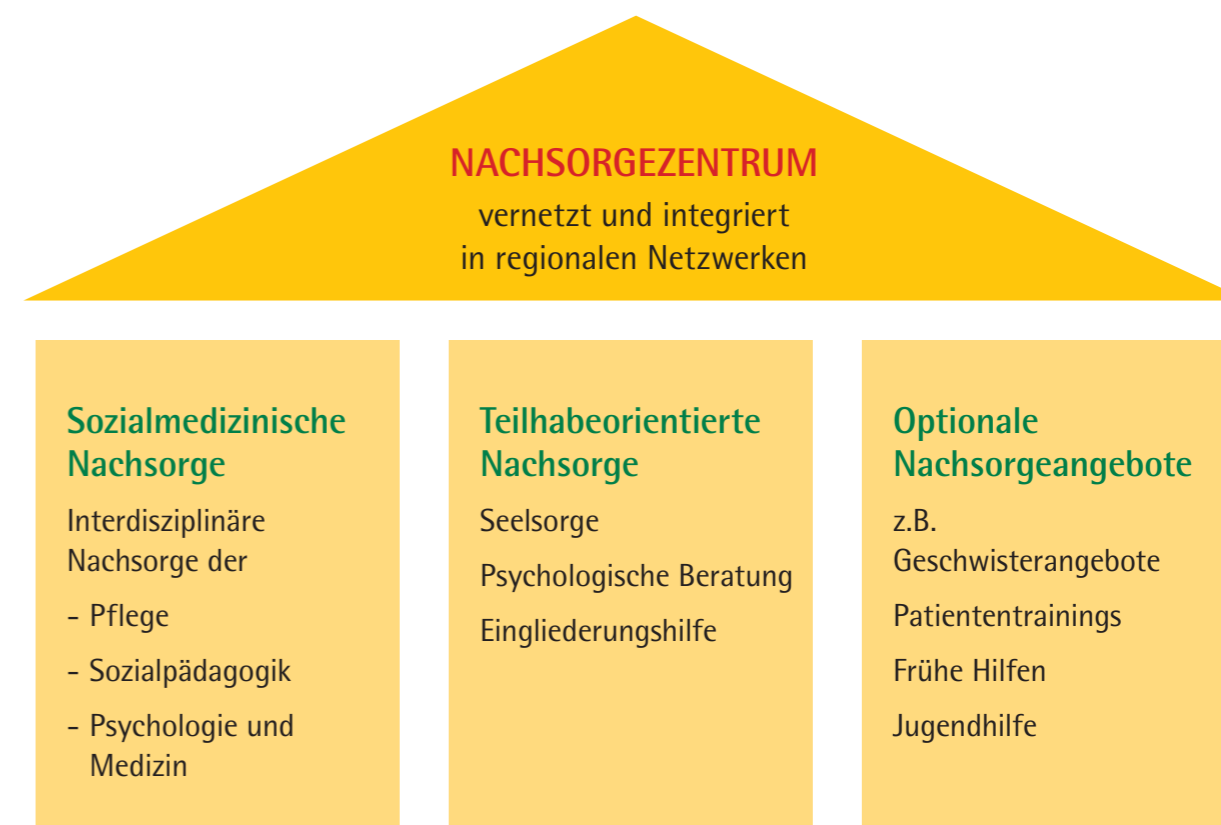 NACHSORGEZENTRUM
vernetzt und integriert
in regionalen Netzwerken
Sozialmedizinische
Nachsorge
Interdisziplinäre
Nachsorge der
- Pflege
- Sozialpädagogik
- Psychologie und
Medizin
Teilhabeorientierte
Nachsorge
Seelsorge
Psychologische Beratung
Eingliederungshilfe
Optionale
Nachsorgeangebote
z.B.
Geschwisterangebote
Patiententrainings
Frühe Hilfen
Jugendhilfe